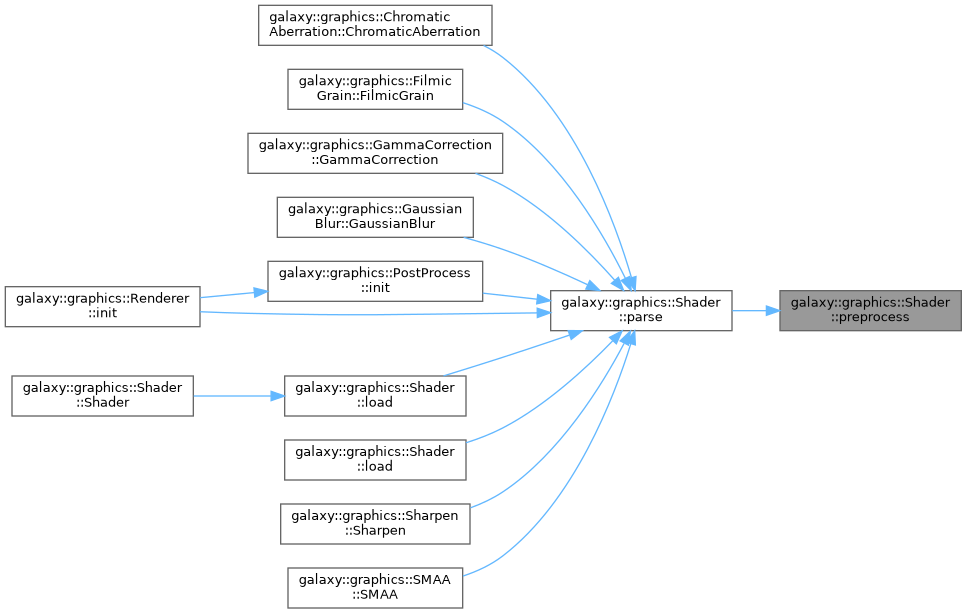 galaxy::graphics::Chromatic
Aberration::ChromaticAberration
galaxy::graphics::Filmic
Grain::FilmicGrain
galaxy::graphics::GammaCorrection
::GammaCorrection
galaxy::graphics::Gaussian
Blur::GaussianBlur
galaxy::graphics::PostProcess
::init
galaxy::graphics::Renderer
::init
galaxy::graphics::Shader
::parse
galaxy::graphics::Shader
::preprocess
galaxy::graphics::Shader
::Shader
galaxy::graphics::Shader
::load
galaxy::graphics::Shader
::load
galaxy::graphics::Sharpen
::Sharpen
galaxy::graphics::SMAA
::SMAA